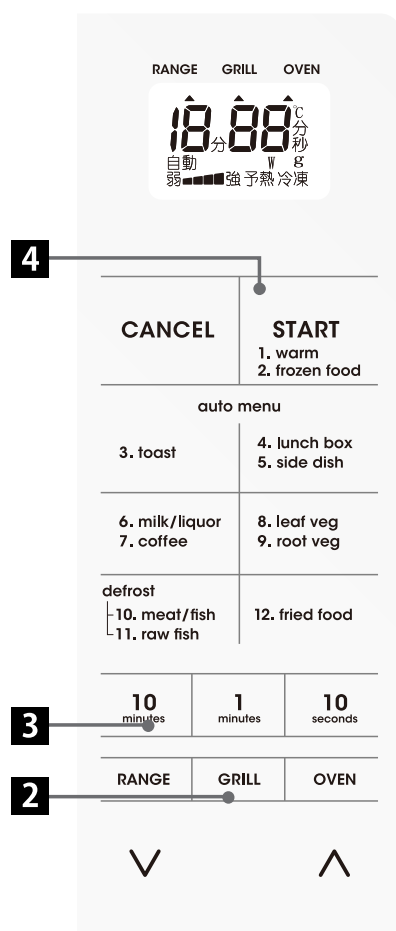 RANGE GRILL OVEN
18分88℃分秒
自動 W g
弱 強 予熱 冷凍
4
CANCEL START
1. warm
2. frozen food
auto menu
3. toast
4. lunch box
5. side dish
6. milk/liquor
7. coffee
8. leaf veg
9. root veg
defrost
10. meat/fish
11. raw fish
12. fried food
3
10 minutes
1 minutes
10 seconds
2
RANGE GRILL OVEN